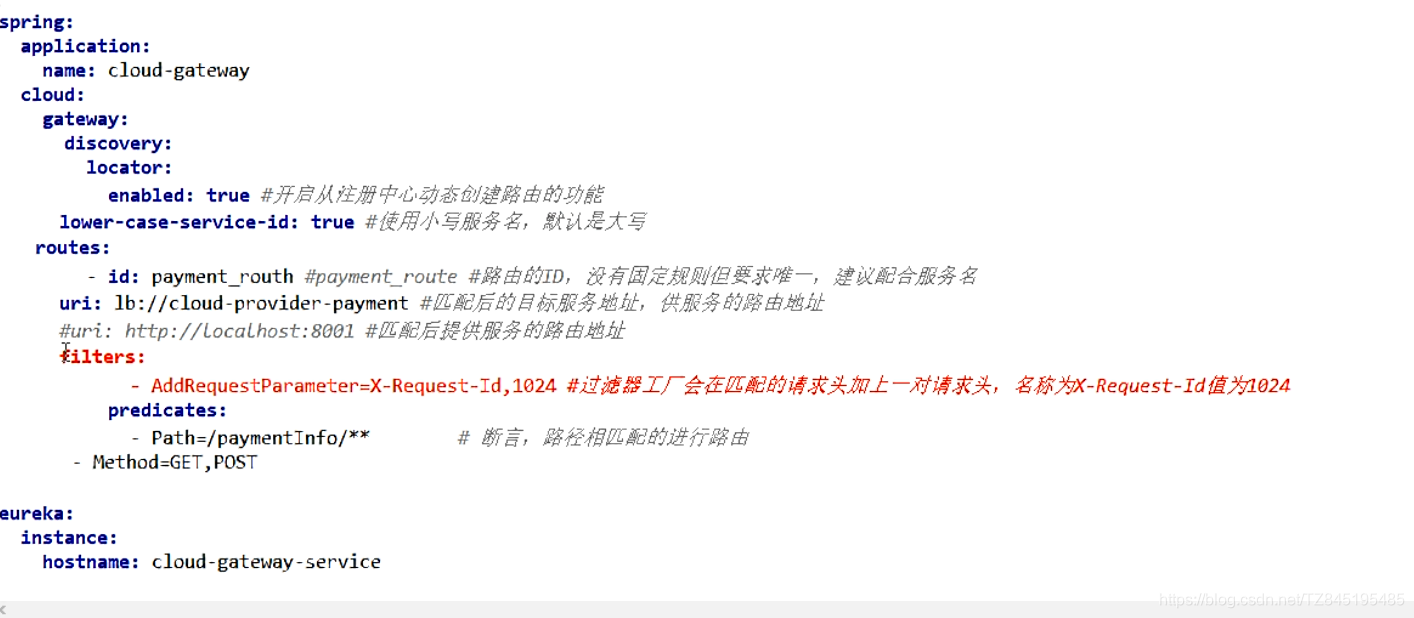 spring:
application:
name: cloud-gateway
cloud:
gateway:
discovery:
locator:
enabled: true #开启从注册中心动态创建路由的功能
lower-case-service-id: true #使用小写服务名，默认是大写
routes:
- id: payment_routh #payment_route #路由的ID，没有固定规则但要求唯一，建议配合服务名
uri: lb://cloud-provider-payment #匹配后的目标服务地址，供服务的路由地址
#uri: http://localhost:8001 #匹配后提供服务的路由地址
filters:
- AddRequestParameter=X-Request-Id,1024 #过滤器工厂会在匹配的请求头加上一对请求头，名称为X-Request-Id值为1024
predicates:
- Path=/paymentInfo/** # 断言，路径相匹配的进行路由
- Method=GET,POST
eureka:
instance:
hostname: cloud-gateway-service
https://blog.csdn.net/TZ845195485